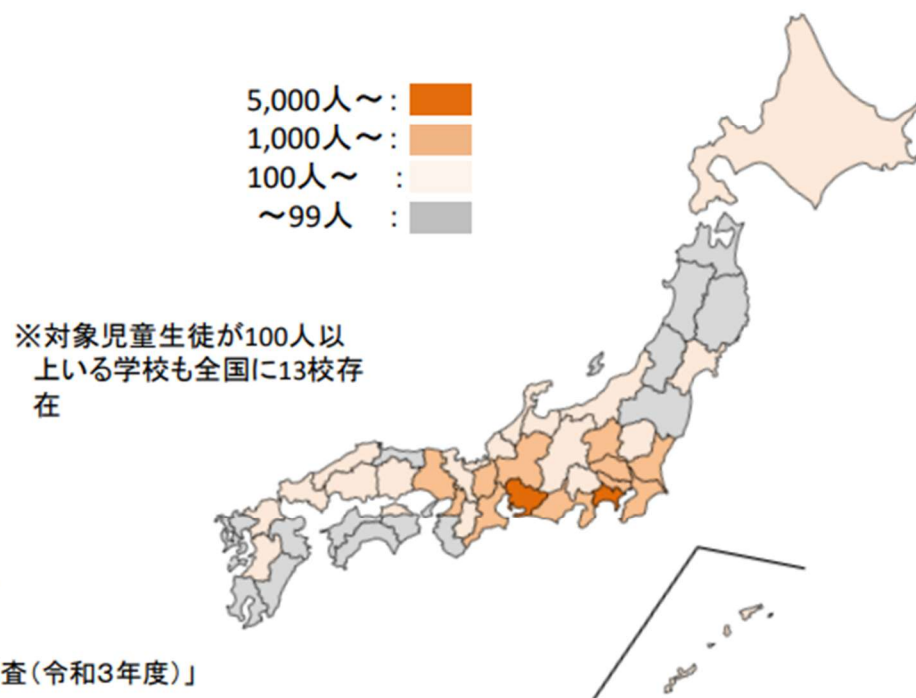 5,000人～：
1,000人～：
100人～　：
～99人　：
※対象児童生徒が100人以
上いる学校も全国に13校存
在
査(令和3年度)」